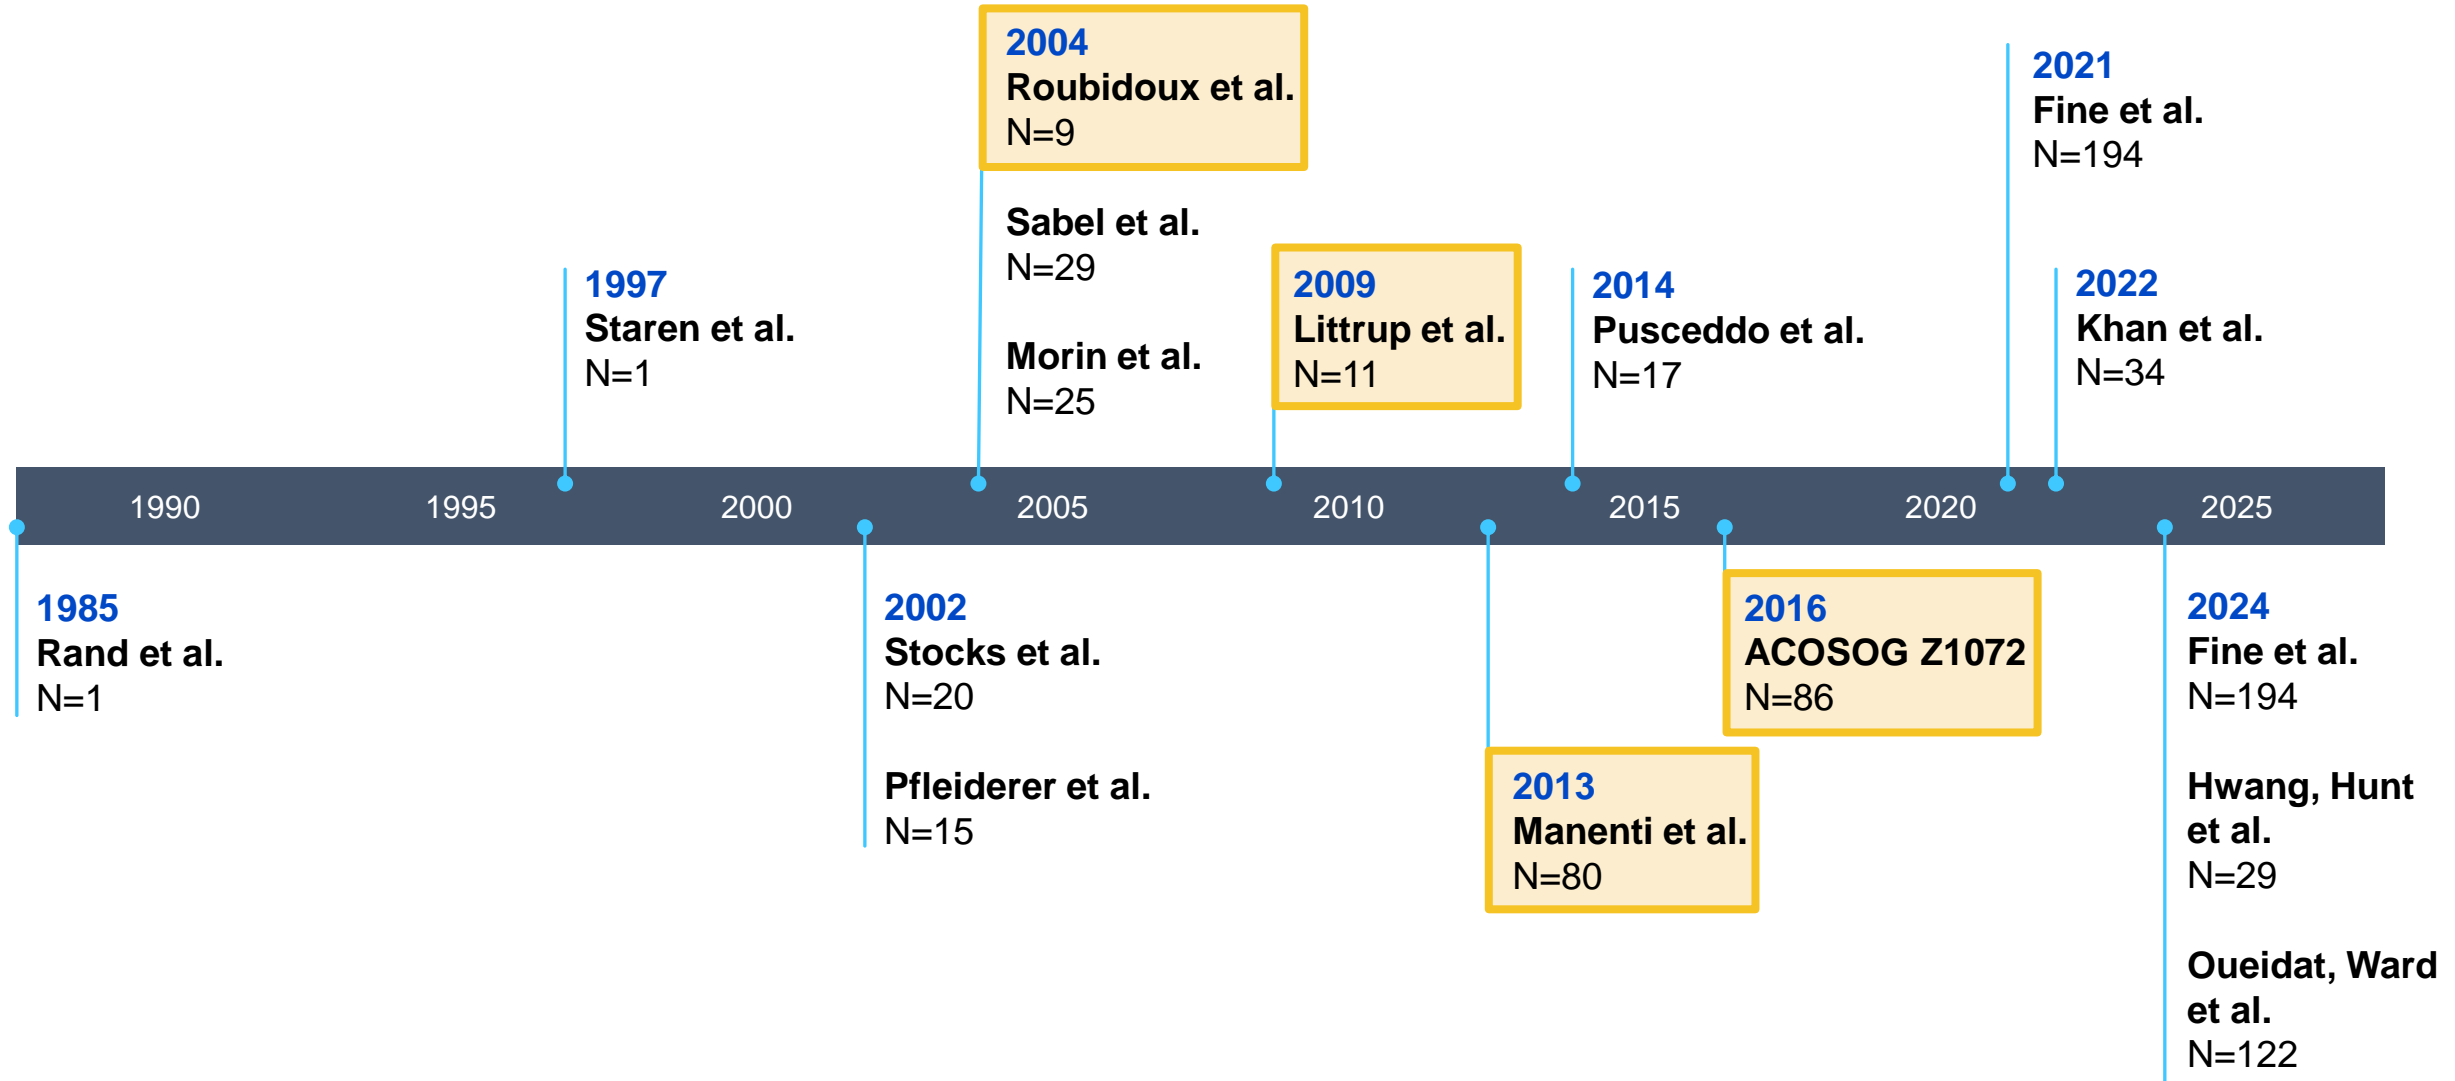 2004
Roubidoux et al.
N=9
Sabel et al.
N=29
Morin et al.
N=25
2021
Fine et al.
N=194
1997
Staren et al.
N=1
2009
Littrup et al.
N=11
2014
Pusceddo et al.
N=17
2022
Khan et al.
N=34
1990
1995
2000
2005
2010
2015
2020
2025
1985
Rand et al.
N=1
2002
Stocks et al.
N=20
Pfleiderer et al.
N=15
2013
Manenti et al.
N=80
2016
ACOSOG Z1072
N=86
2024
Fine et al.
N=194
Hwang, Hunt
et al.
N=29
Oueidat, Ward
et al.
N=122